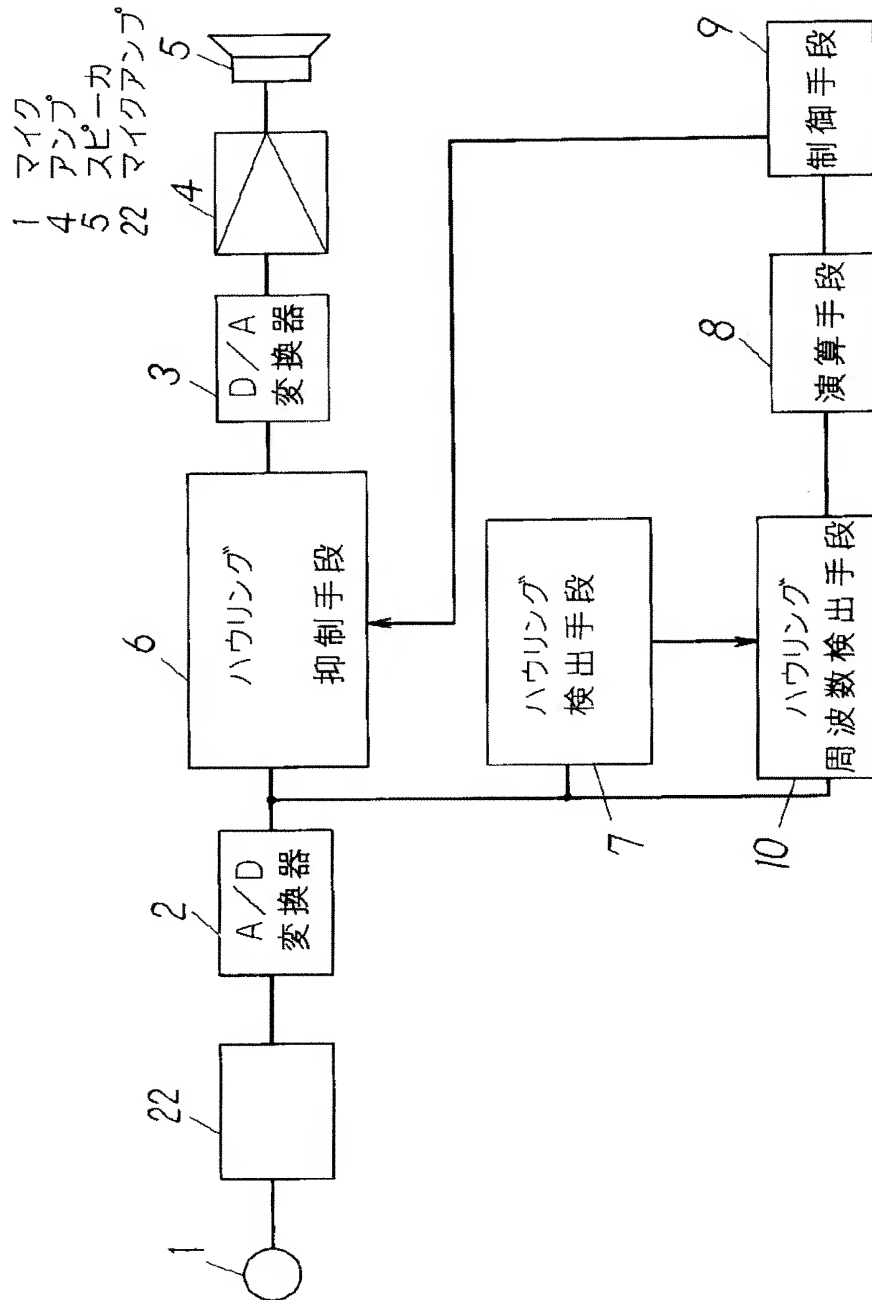 1 マイク
4 アンプ
5 スピーカ
22 マイクアンプ
1
22
2
A/D
変換器
6
ハウリング
抑制手段
3
D/A
変換器
4
5
7
ハウリング
検出手段
10
ハウリング
周波数検出手段
8
演算手段
9
制御手段